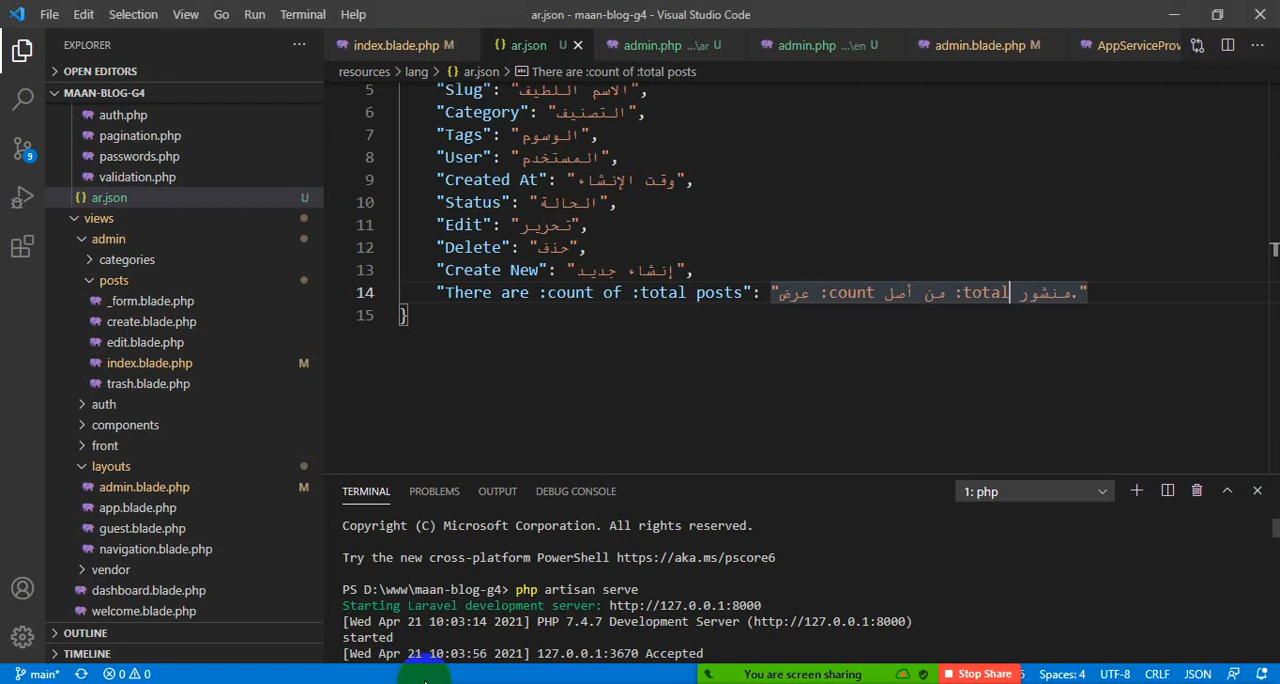 File Edit Selection View Go Run Terminal Help
ar.json - maan-blog-g4 - Visual Studio Code
EXPLORER
OPEN EDITORS
MAAN-BLOG-G4
auth.php
pagination.php
passwords.php
validation.php
{} ar.json U
views
admin
categories
posts
_form.blade.php
create.blade.php
edit.blade.php
index.blade.php M
trash.blade.php
auth
components
front
layouts
admin.blade.php M
app.blade.php
guest.blade.php
navigation.blade.php
vendor
dashboard.blade.php
welcome.blade.php
OUTLINE
TIMELINE
index.blade.php M
{} ar.json U
admin.php ...\ar U
admin.php ...\en U
admin.blade.php M
AppServiceProv
resources > lang > {} ar.json > There are :count of :total posts
5 "Slug": "الاسم اللطيف",
6 "Category": "التصنيف",
7 "Tags": "الوسوم",
8 "User": "المستخدم",
9 "Created At": "وقت الإنشاء",
10 "Status": "الحالة",
11 "Edit": "تحرير",
12 "Delete": "حذف",
13 "Create New": "إنشاء جديد",
14 "There are :count of :total posts": "عرض :count من أصل :total منشور."
15 }
TERMINAL PROBLEMS OUTPUT DEBUG CONSOLE
1: php
Copyright (C) Microsoft Corporation. All rights reserved.
Try the new cross-platform PowerShell https://aka.ms/pscore6
PS D:\www\maan-blog-g4> php artisan serve
Starting Laravel development server: http://127.0.0.1:8000
[Wed Apr 21 10:03:14 2021] PHP 7.4.7 Development Server (http://127.0.0.1:8000)
started
[Wed Apr 21 10:03:56 2021] 127.0.0.1:3670 Accepted
9
main* 0 0
You are screen sharing
Stop Share
Spaces: 4 UTF-8 CRLF JSON